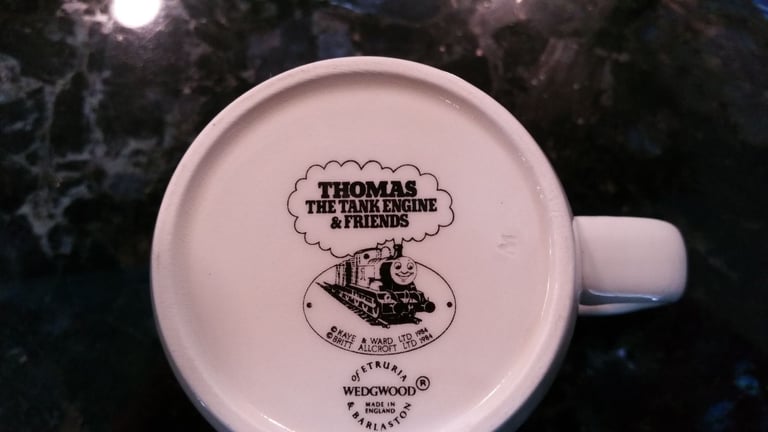 THOMAS
THE TANK ENGINE
& FRIENDS
© KAYE & WARD LTD 1984
© BRITT ALLCROFT LTD 1984
of ETRURIA
WEDGWOOD®
MADE IN
ENGLAND
& BARLASTON